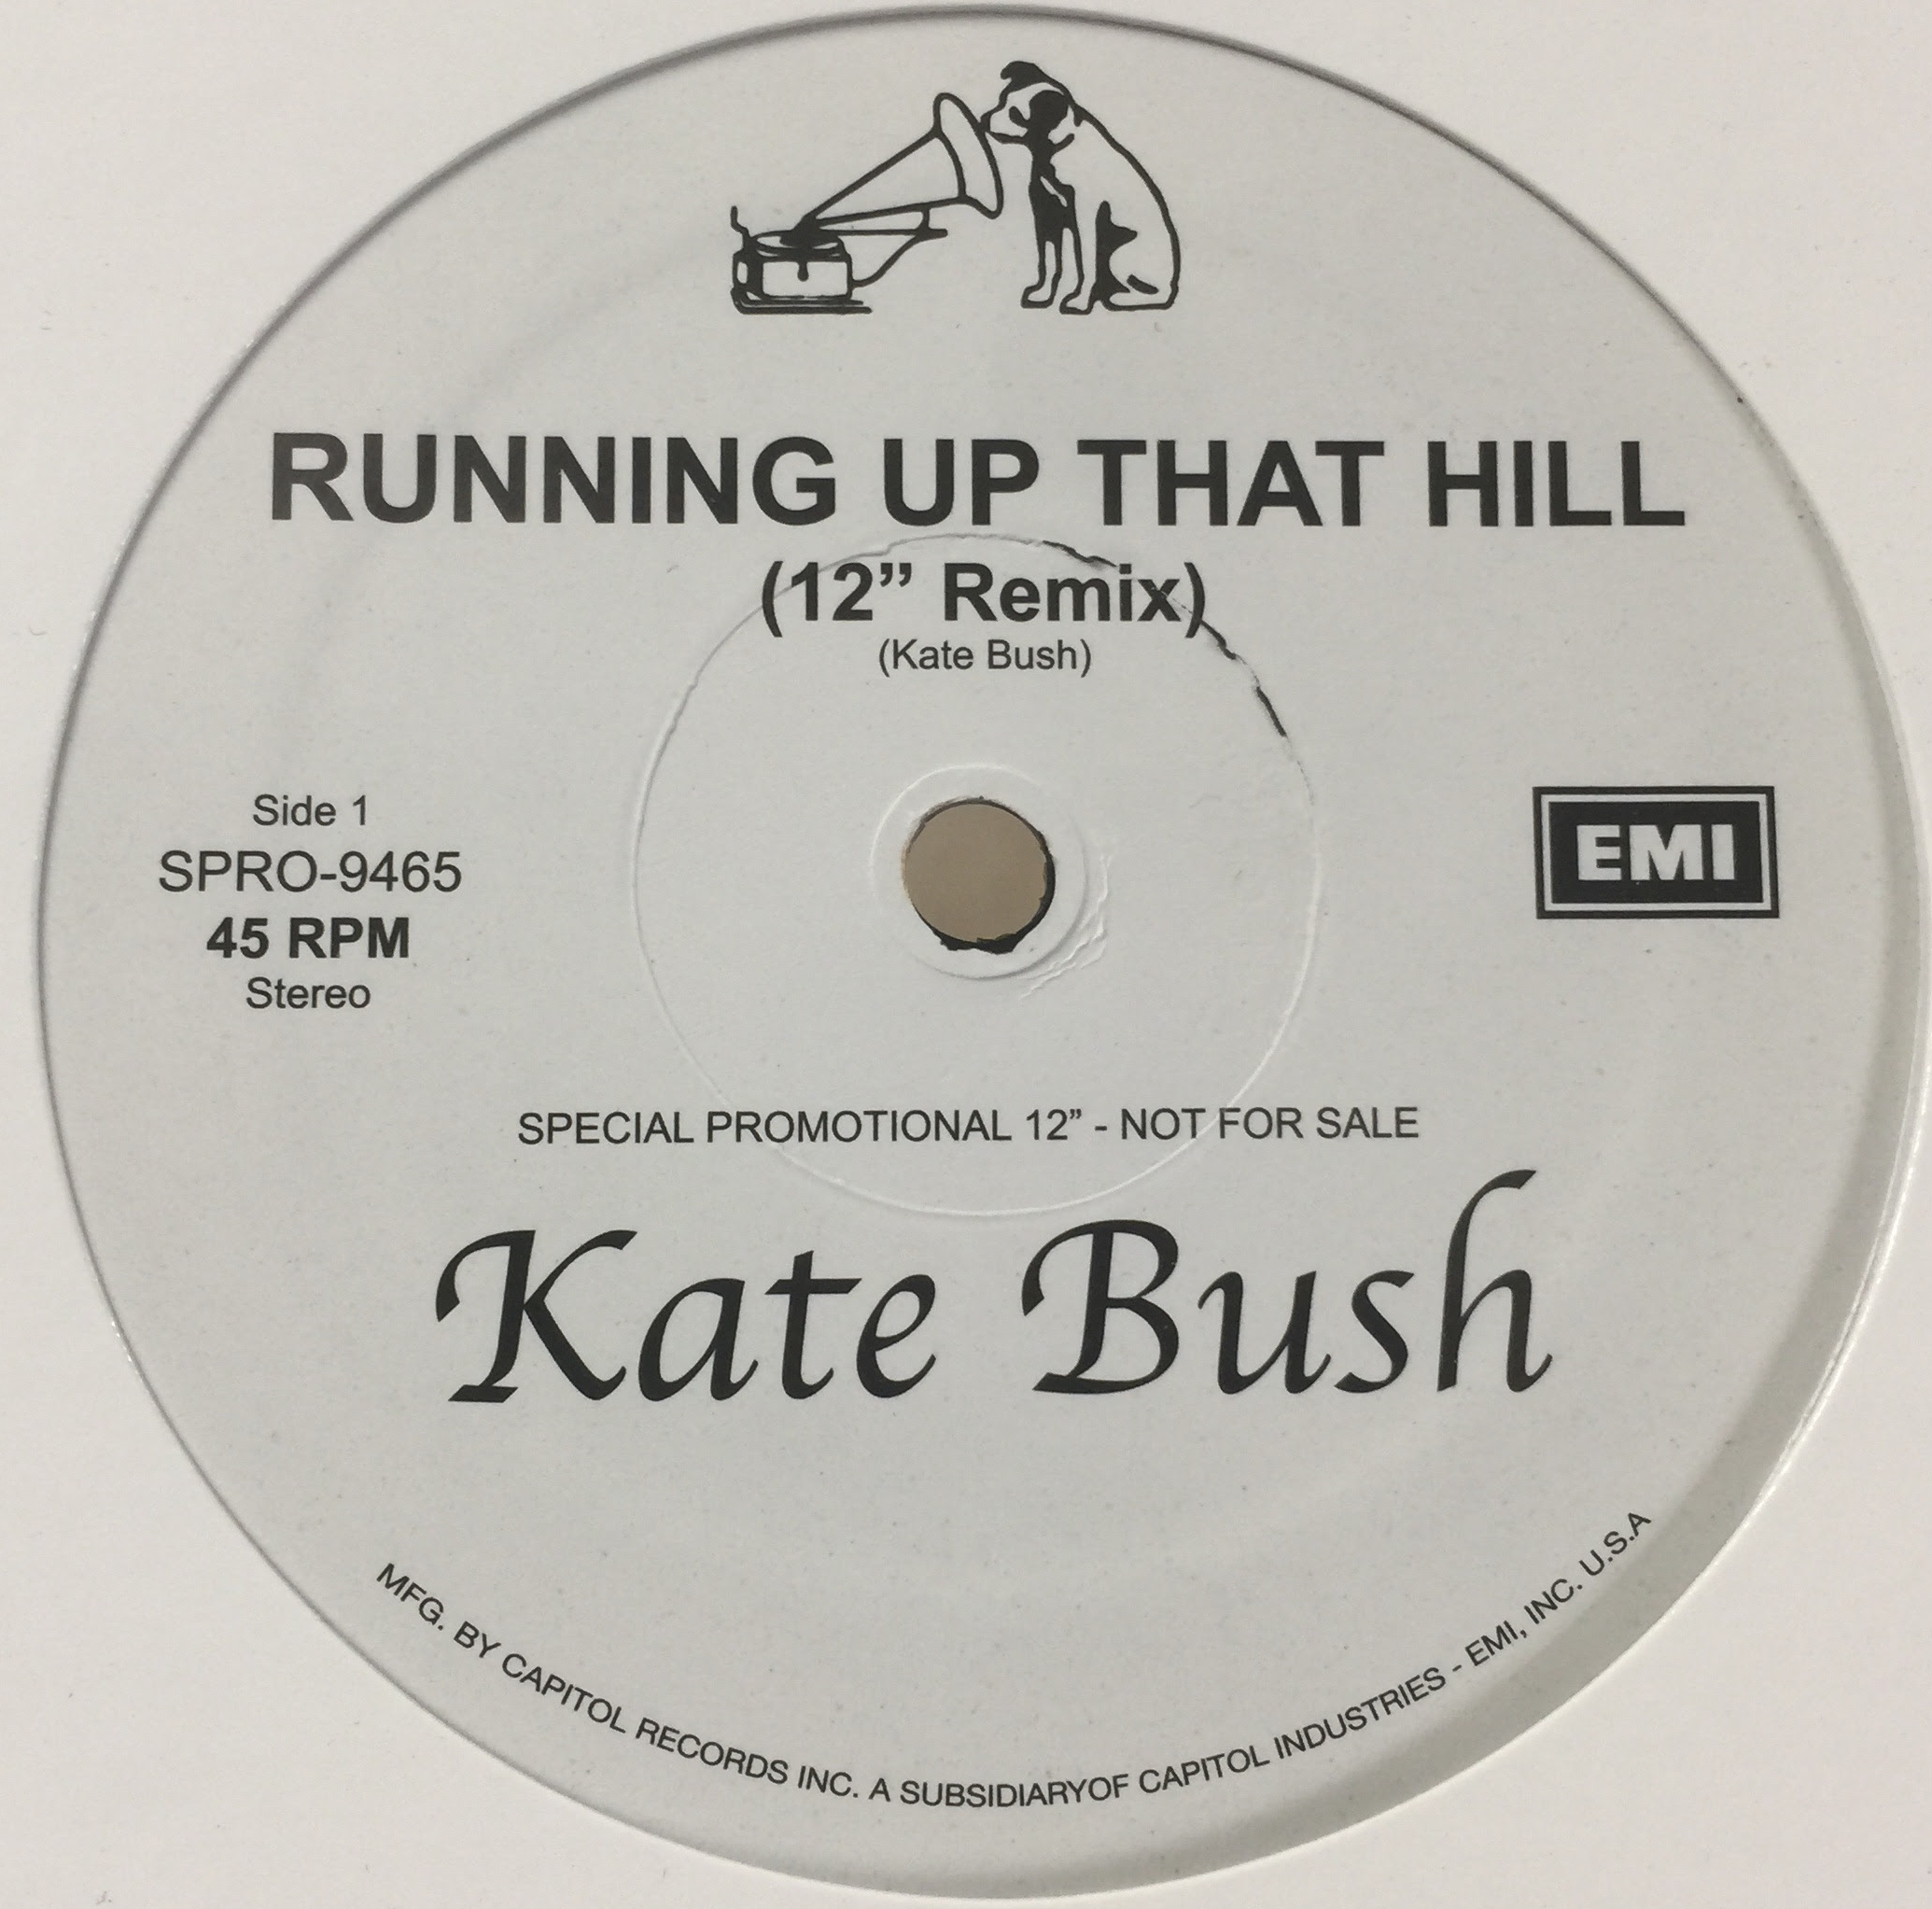 RUNNING UP THAT HILL
(12” Remix)
(Kate Bush)
Side 1
SPRO-9465
45 RPM
Stereo
EMI
SPECIAL PROMOTIONAL 12” - NOT FOR SALE
Kate Bush
MFG. BY CAPITOL RECORDS INC. A SUBSIDIARYOF CAPITOL INDUSTRIES - EMI, INC. U.S.A